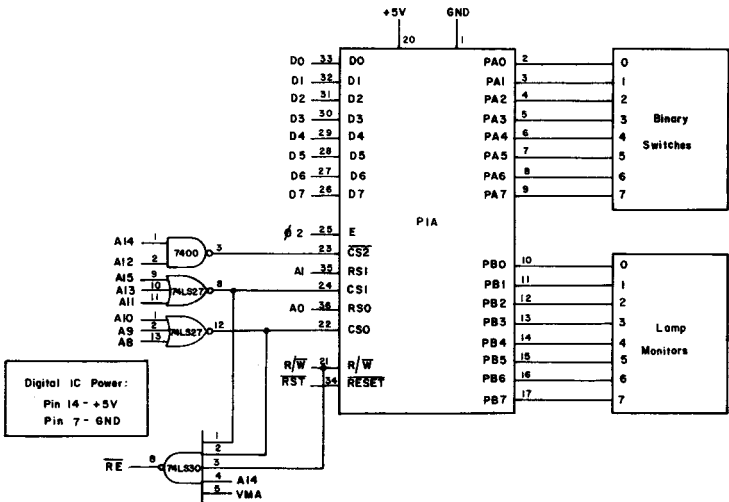 +5V GND
20 1
D0 33 D0 PA0 2 0
D1 32 D1 PA1 3 1
D2 31 D2 PA2 4 2
D3 30 D3 PA3 5 3 Binary
D4 29 D4 PA4 6 4 Switches
D5 28 D5 PA5 7 5
D6 27 D6 PA6 8 6
D7 26 D7 PA7 9 7
PIA
ϕ2 25 E
A14 1 7400 3 23 C̅S̅2̅
A12 2
A1 35 RS1
A15 9 74LS27 8 24 CS1
A13 10
A11 11
A0 36 RS0
A10 1 74LS27 12 22 CS0
A9 2
A8 13
PB0 10 0
PB1 11 1
PB2 12 2
PB3 13 3 Lamp
PB4 14 4 Monitors
PB5 15 5
PB6 16 6
PB7 17 7
R/W̅ 21 R/W̅
R̅S̅T̅ 34 R̅E̅S̅E̅T̅
Digital IC Power:
Pin 14 - +5V
Pin 7 - GND
R̅E̅ 8 74LS30 1
2
3
4 A14
5 VMA